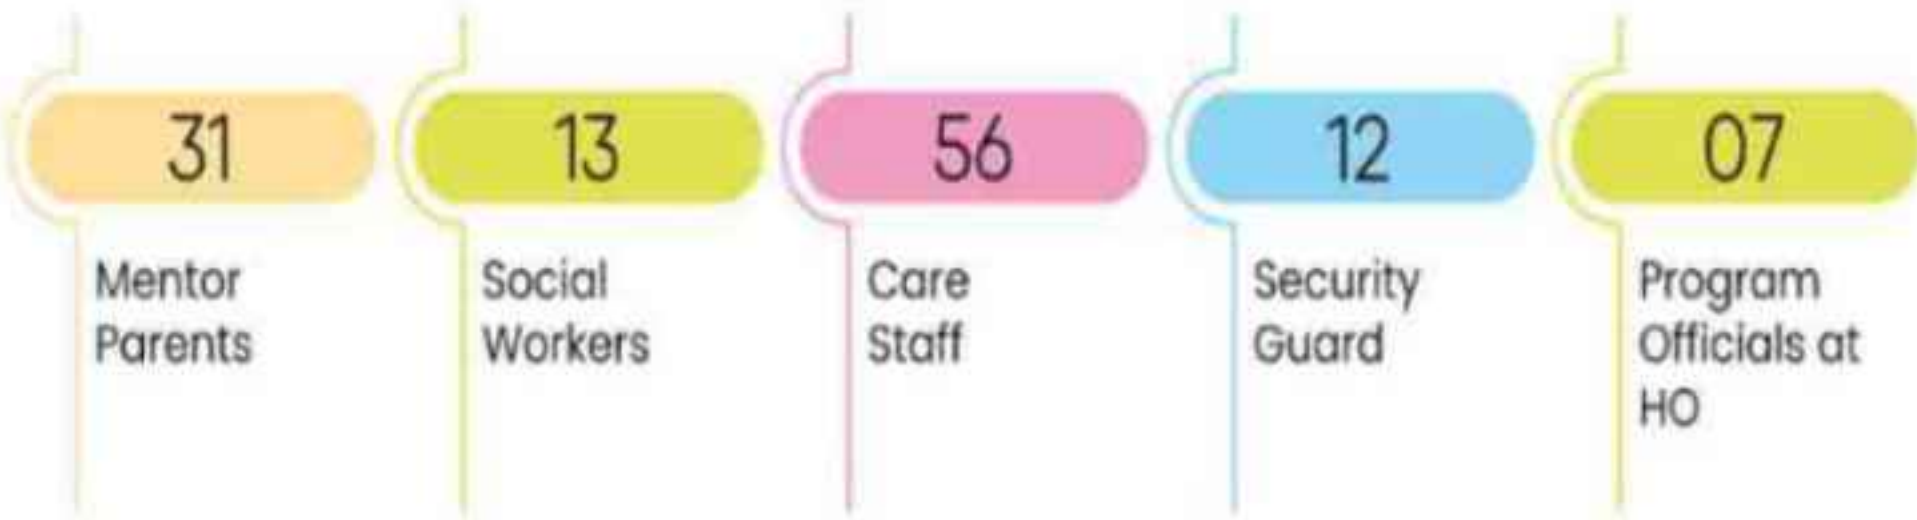 31
Mentor
Parents
13
Social
Workers
56
Care
Staff
12
Security
Guard
07
Program
Officials at
HO